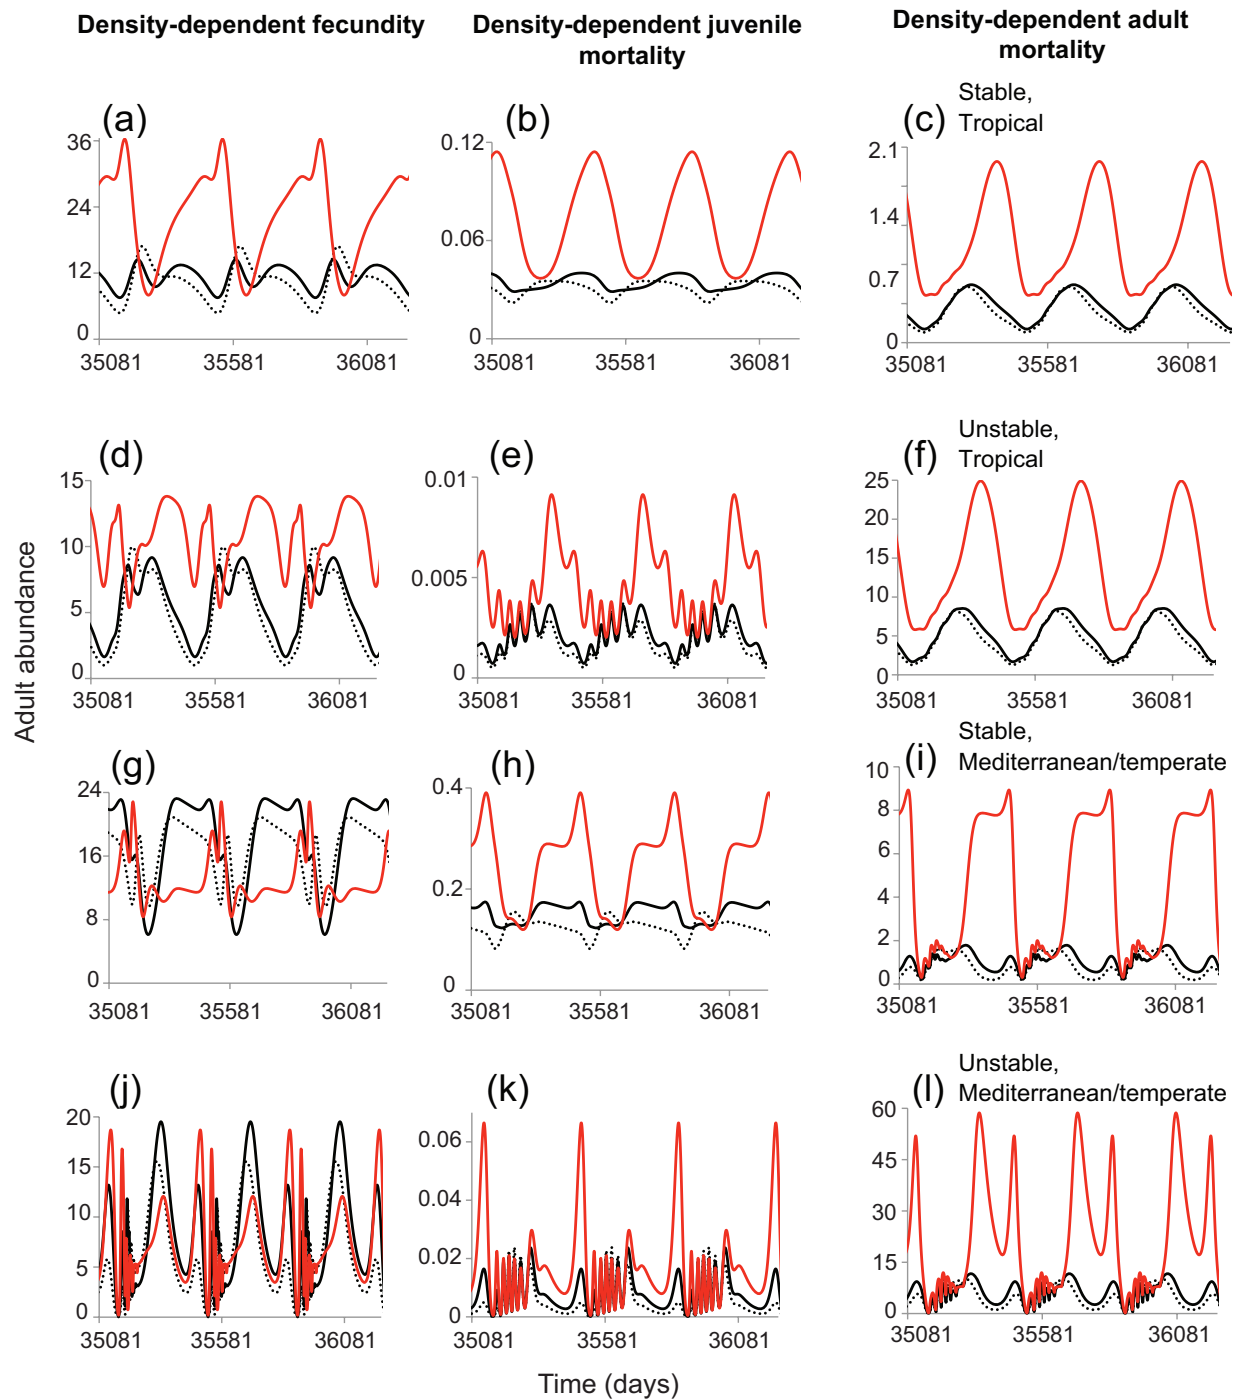 Density-dependent fecundity
Density-dependent juvenile
mortality
Density-dependent adult
mortality
(a)
36
24
12
0
35081 35581 36081
(b)
0.12
0.06
0
35081 35581 36081
(c)
Stable,
Tropical
2.1
1.4
0.7
0
35081 35581 36081
(d)
15
10
5
0
35081 35581 36081
(e)
0.01
0.005
0
35081 35581 36081
(f)
Unstable,
Tropical
25
20
15
10
5
0
35081 35581 36081
Adult abundance
(g)
24
16
8
0
35081 35581 36081
(h)
0.4
0.2
0
35081 35581 36081
(i)
Stable,
Mediterranean/temperate
10
8
6
4
2
0
35081 35581 36081
(j)
20
15
10
5
0
35081 35581 36081
(k)
0.06
0.04
0.02
0
35081 35581 36081
(l)
Unstable,
Mediterranean/temperate
60
45
30
15
0
35081 35581 36081
Time (days)